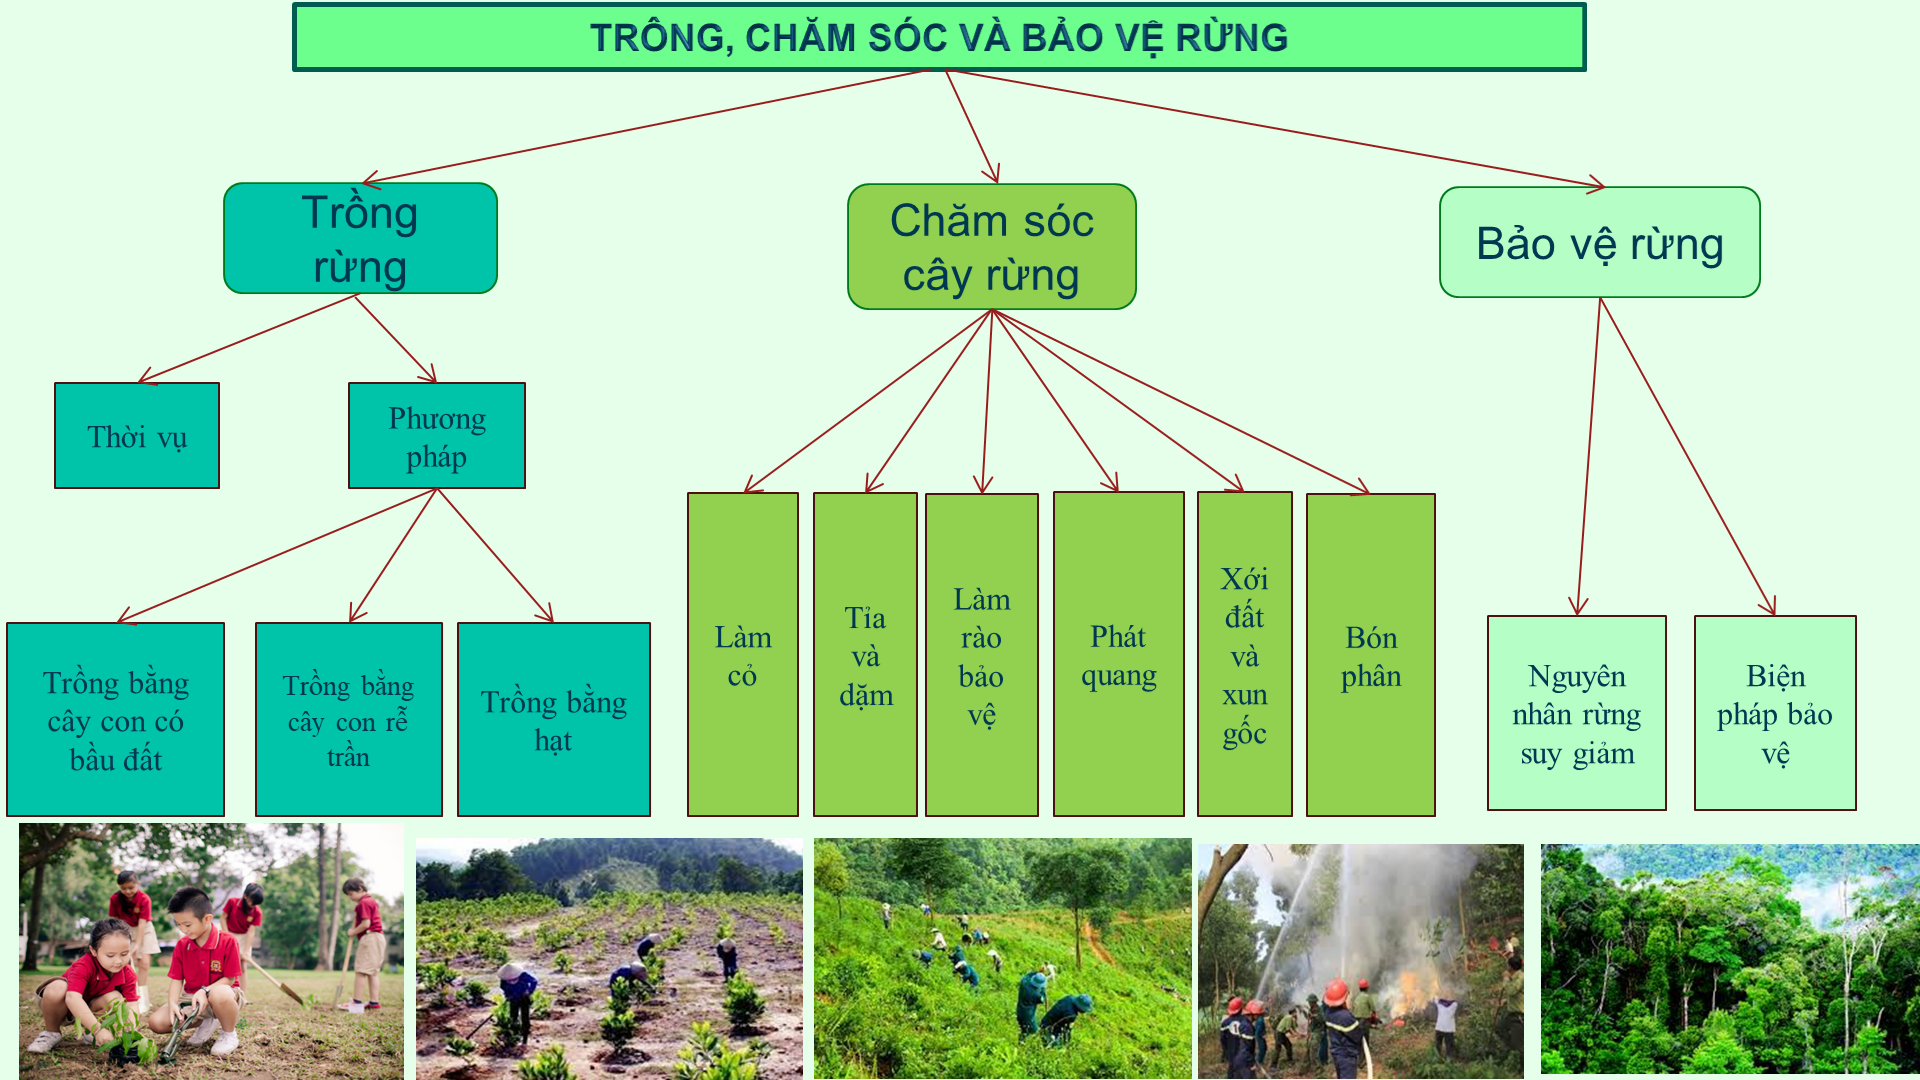 TRÔNG, CHĂM SÓC VÀ BẢO VỆ RỪNG
Trồng
rừng
Chăm sóc
cây rừng
Bảo vệ rừng
Thời vụ
Phương
pháp
Trồng bằng
cây con có
bầu đất
Trồng bằng
cây con rễ
trần
Trồng bằng
hạt
Làm
cỏ
Tỉa
và
dặm
Làm
rào
bảo
vệ
Phát
quang
Xới
đất
và
xun
gốc
Bón
phân
Nguyên
nhân rừng
suy giảm
Biện
pháp bảo
vệ